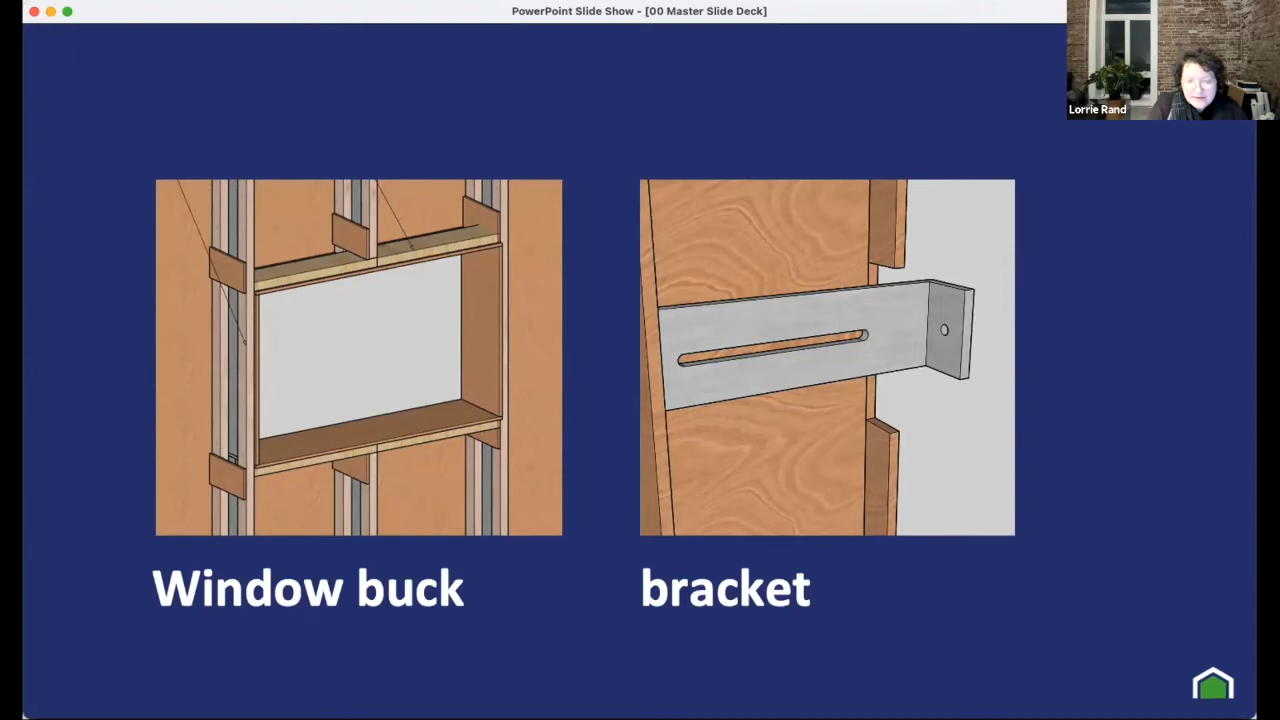 PowerPoint Slide Show - [00 Master Slide Deck]
Lorrie Rand
Window buck
bracket